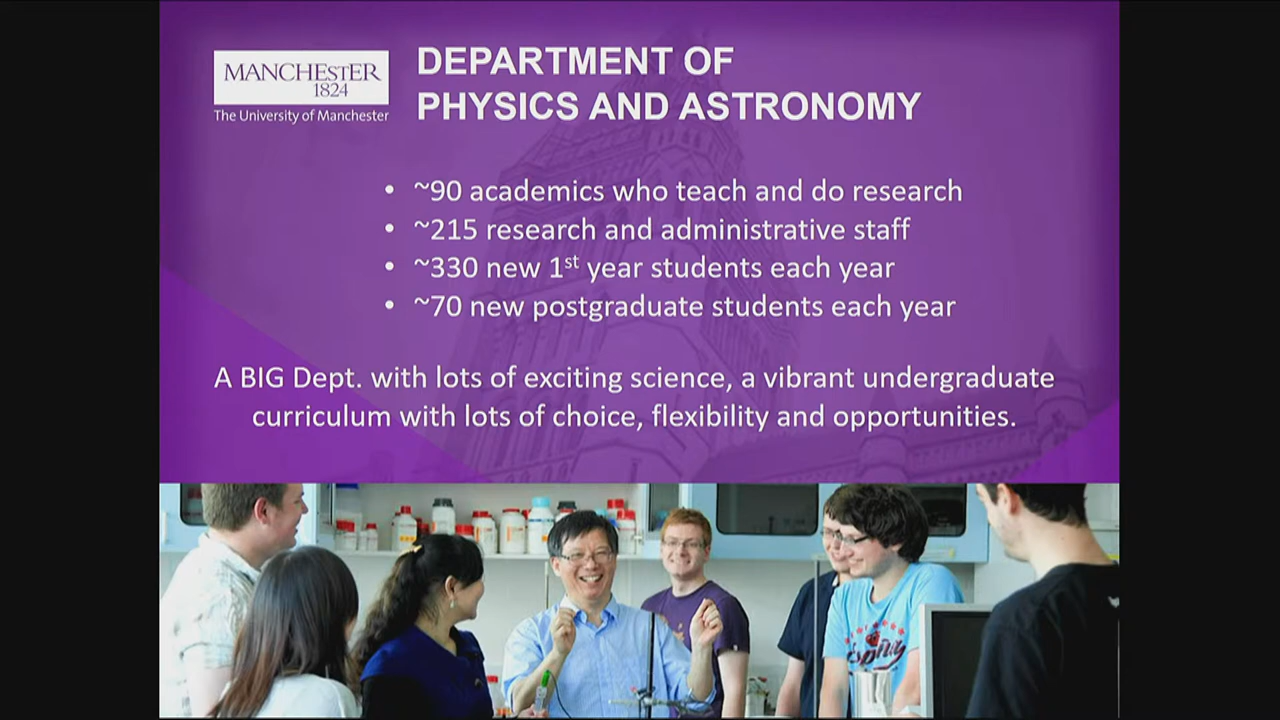 MANCHESTER
1824
The University of Manchester
DEPARTMENT OF
PHYSICS AND ASTRONOMY
• ~90 academics who teach and do research
• ~215 research and administrative staff
• ~330 new 1st year students each year
• ~70 new postgraduate students each year
A BIG Dept. with lots of exciting science, a vibrant undergraduate
curriculum with lots of choice, flexibility and opportunities.